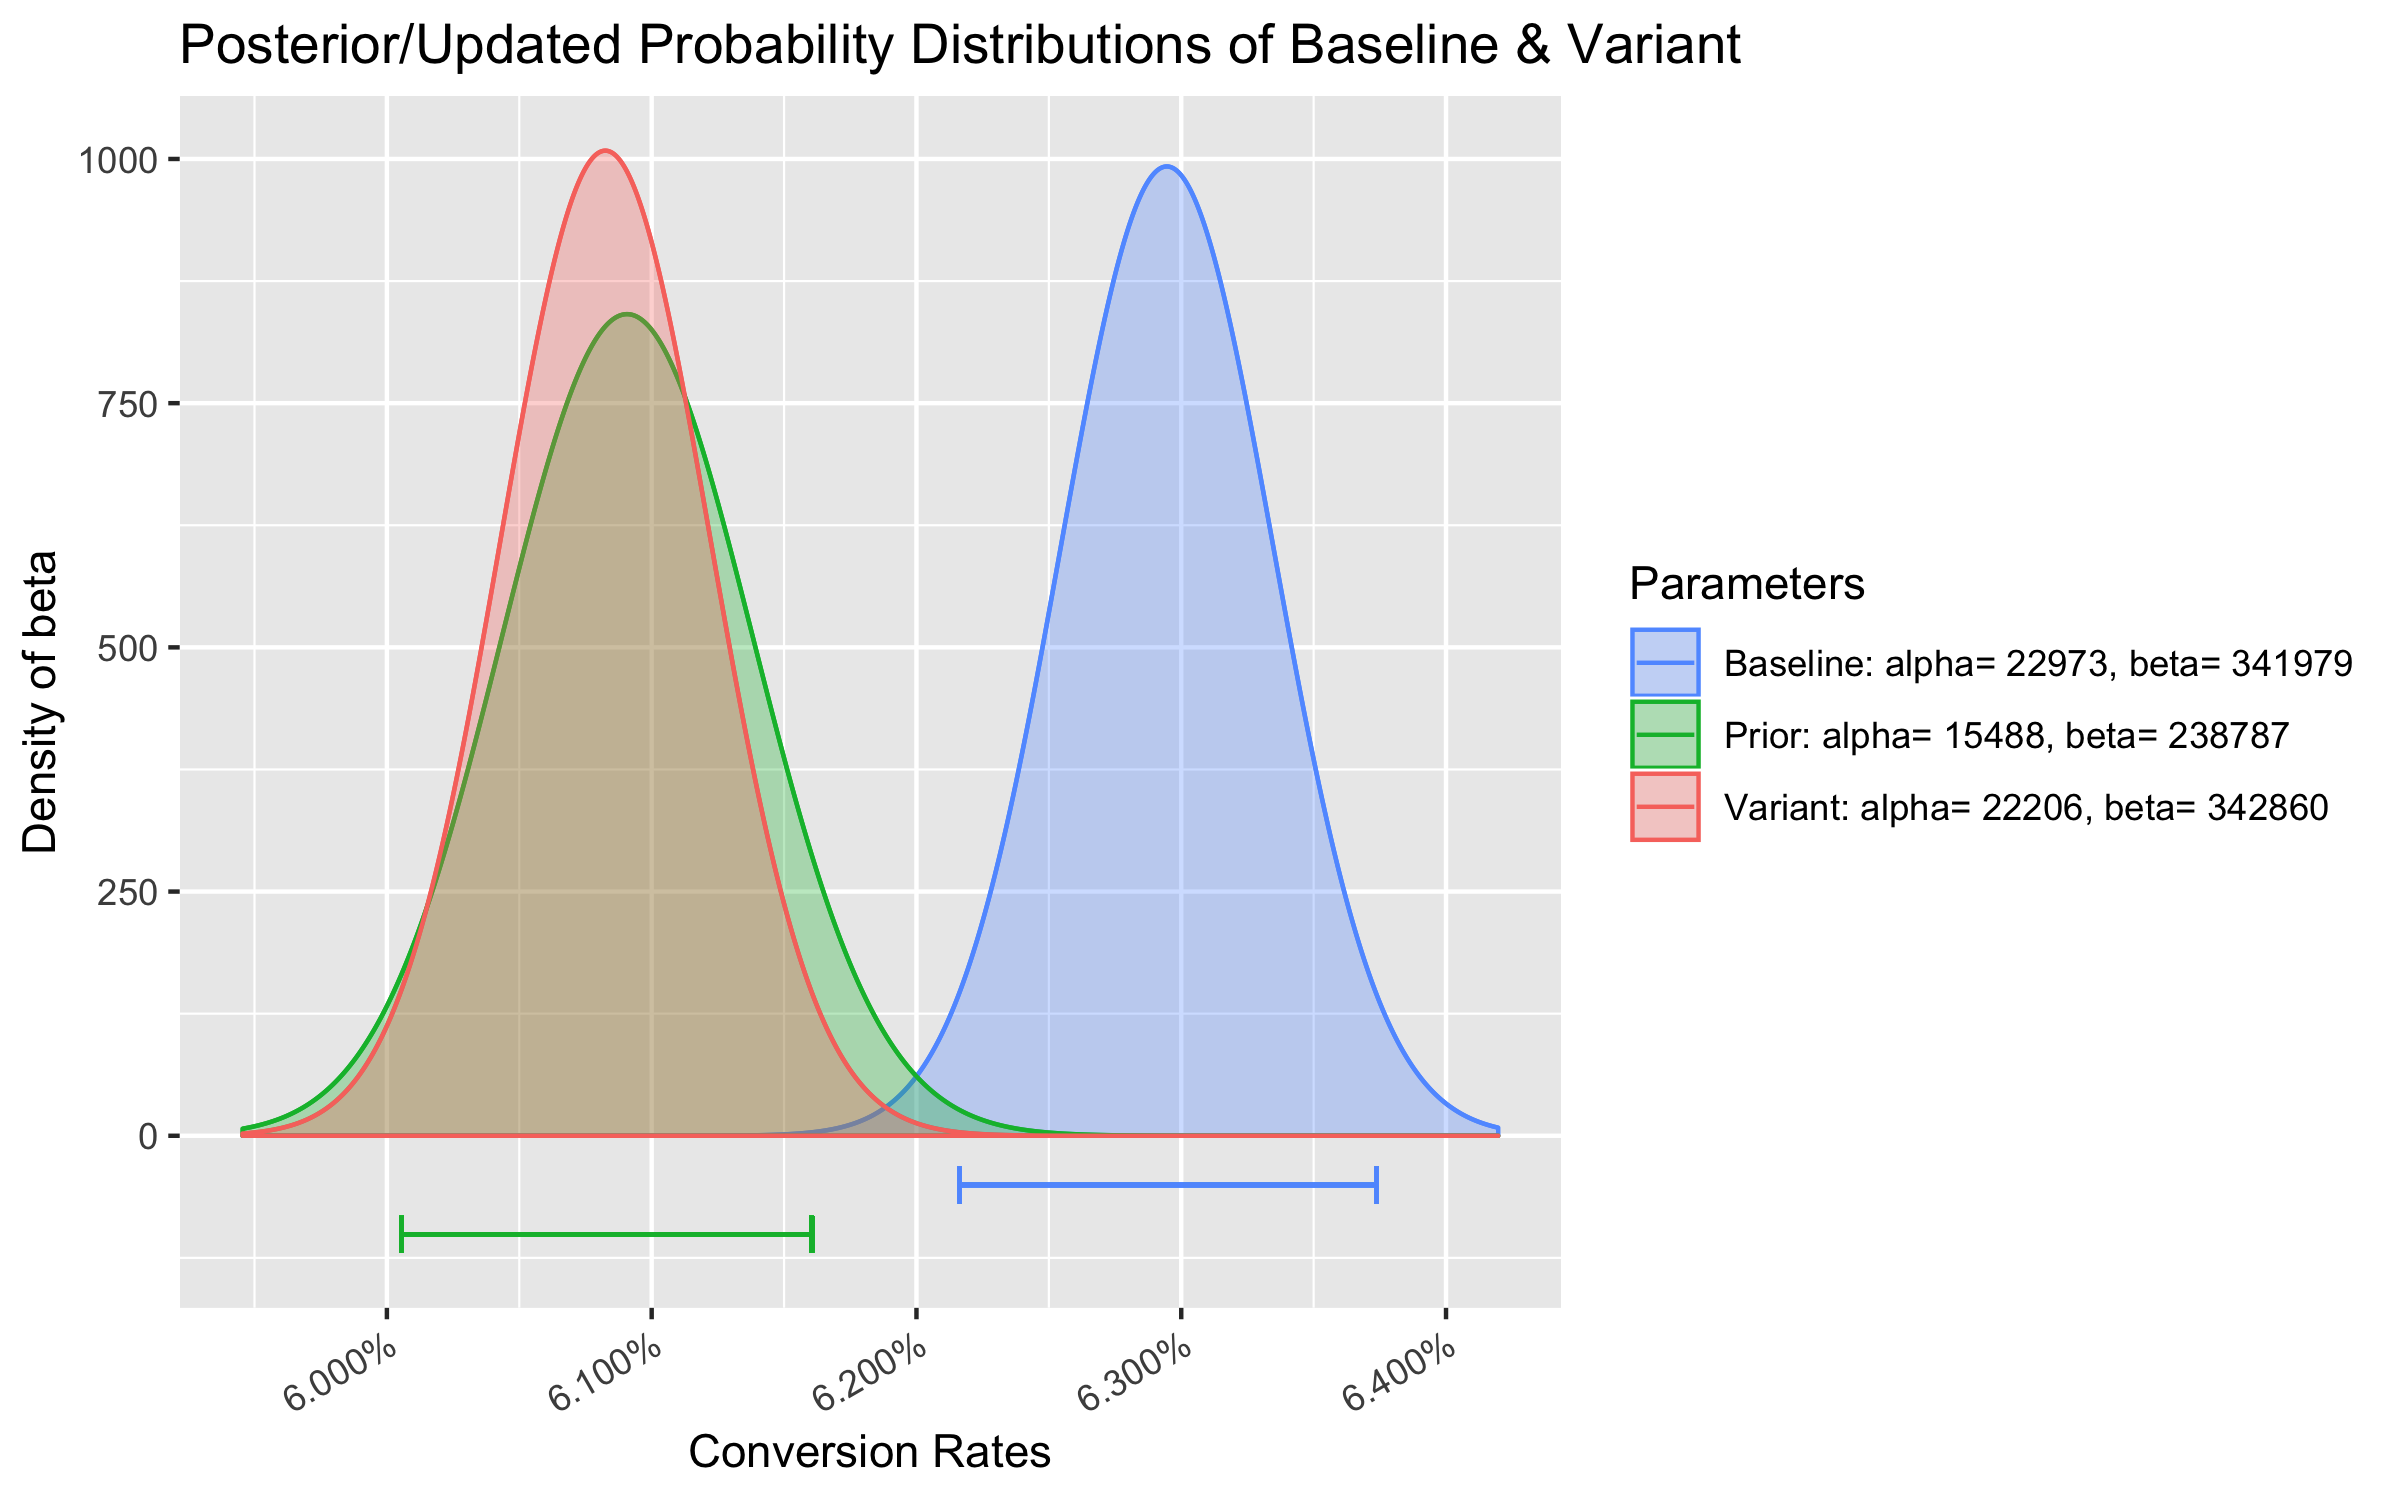 Posterior/Updated Probability Distributions of Baseline & Variant
Density of beta
1000
750
500
250
0
6.000%
6.100%
6.200%
6.300%
6.400%
Conversion Rates
Parameters
Baseline: alpha= 22973, beta= 341979
Prior: alpha= 15488, beta= 238787
Variant: alpha= 22206, beta= 342860